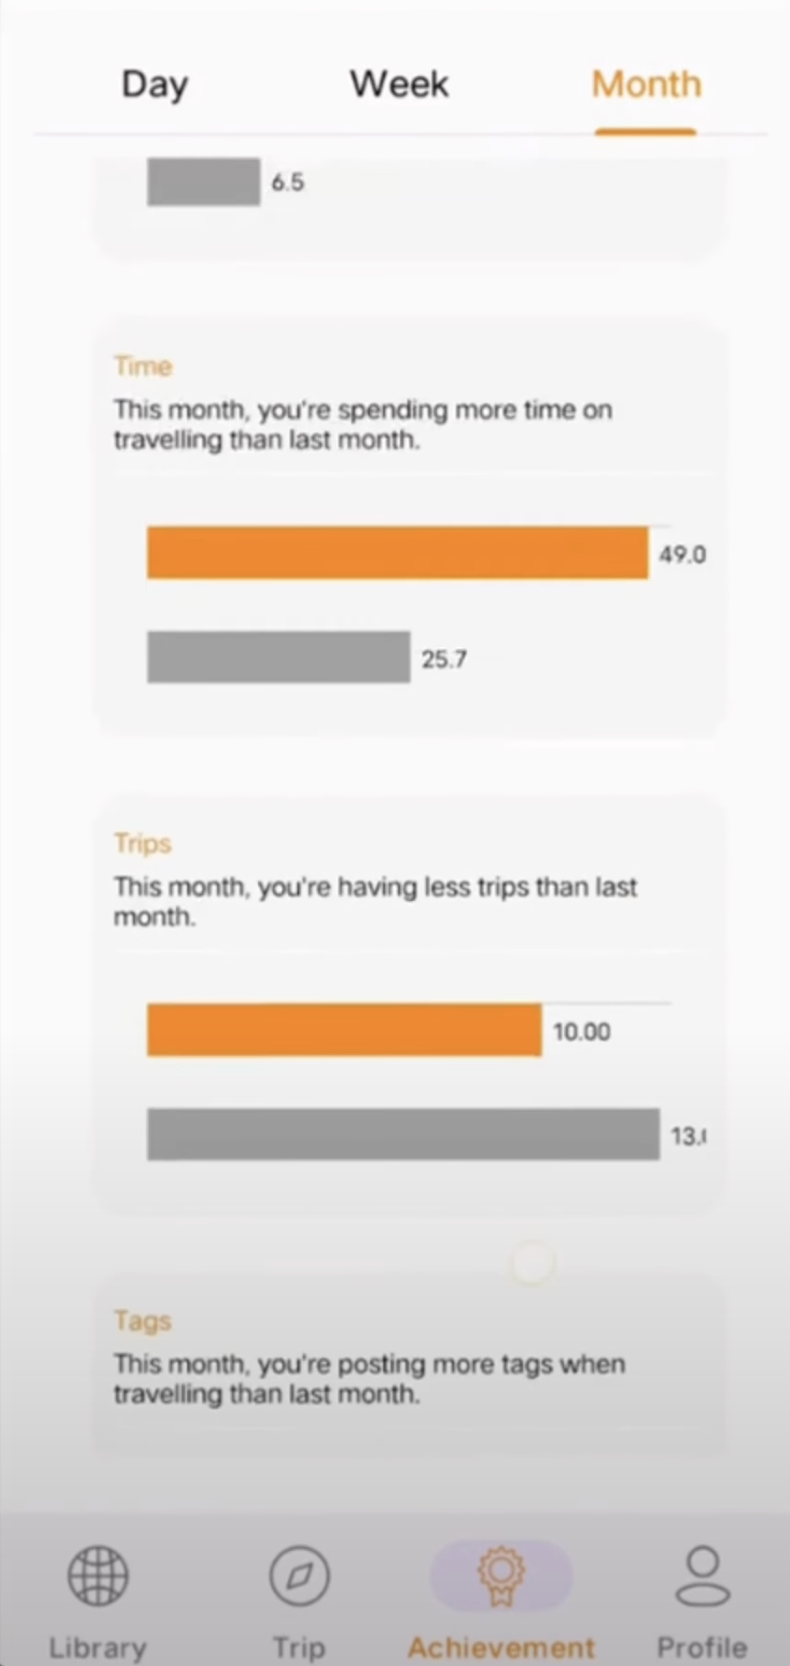 Day Week Month
6.5
Time
This month, you're spending more time on
travelling than last month.
49.0
25.7
Trips
This month, you're having less trips than last
month.
10.00
Tags
This month, you're posting more tags when
travelling than last month.
Library Trip Achievement Profile